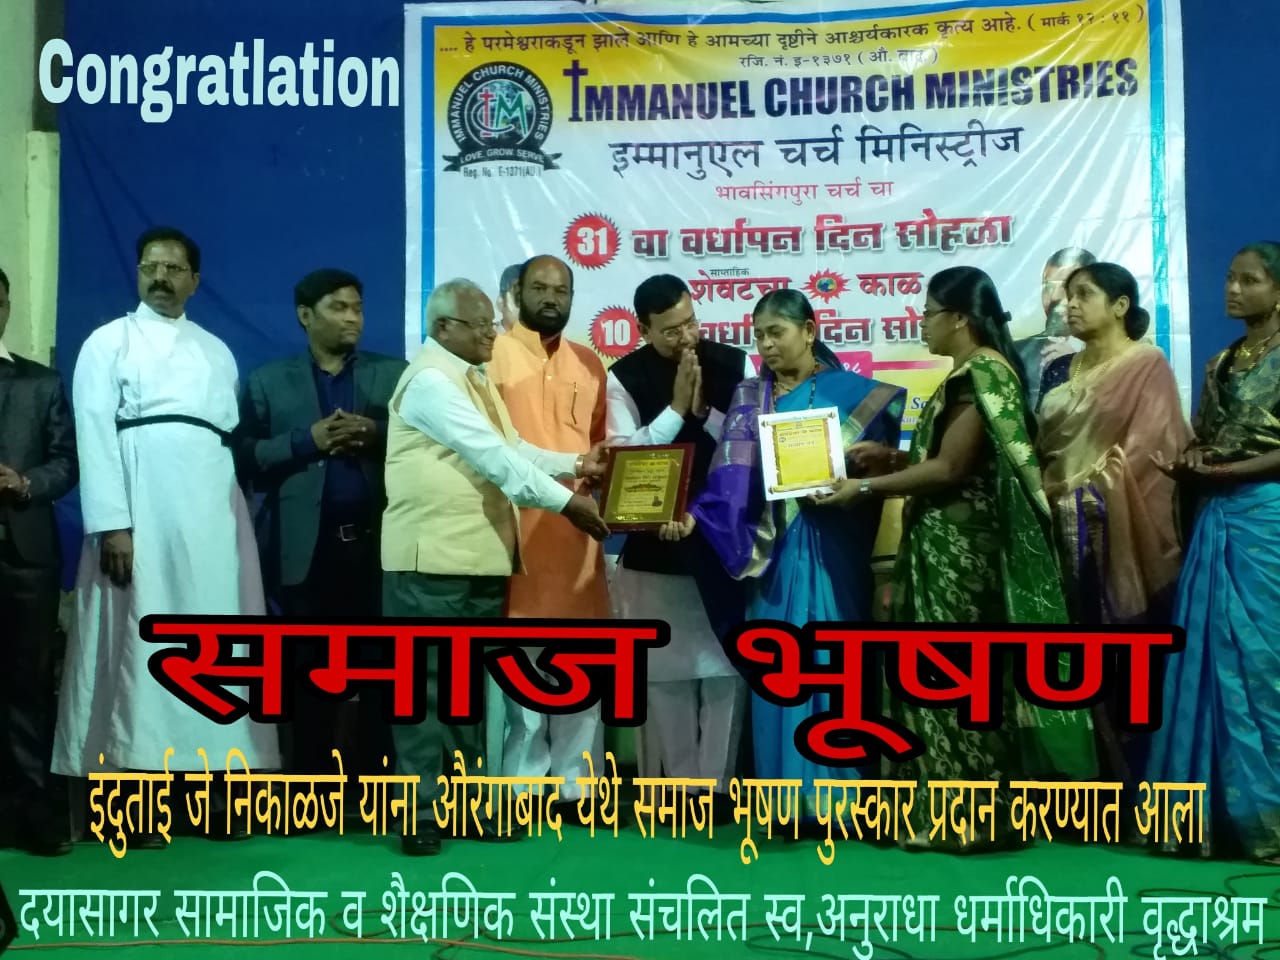 Congratlation
.... हे परमेश्वराकडून झाले आणि हे आमच्या दृष्टीने आश्चर्यकारक कृत्य आहे. ( मार्क १२ : ११ )
रजि. नं. इ-१३७१ ( औ. बाद )
IMMANUEL CHURCH MINISTRIES
IMMANUEL CHURCH MINISTRIES
LOVE GROW SERVE
Reg. No. E-1371(AU.)
इम्मानुएल चर्च मिनिस्ट्रीज
भावसिंगपुरा चर्च चा
31 वा वर्धापन दिन सोहळा
साप्ताहिक
शेवटचा काळ
10 दिन
समाज भूषण
इंदुताई जे निकाळजे यांना औरंगाबाद येथे समाज भूषण पुरस्कार प्रदान करण्यात आला
दयासागर सामाजिक व शैक्षणिक संस्था संचलित स्व,अनुराधा धर्माधिकारी वृद्धाश्रम